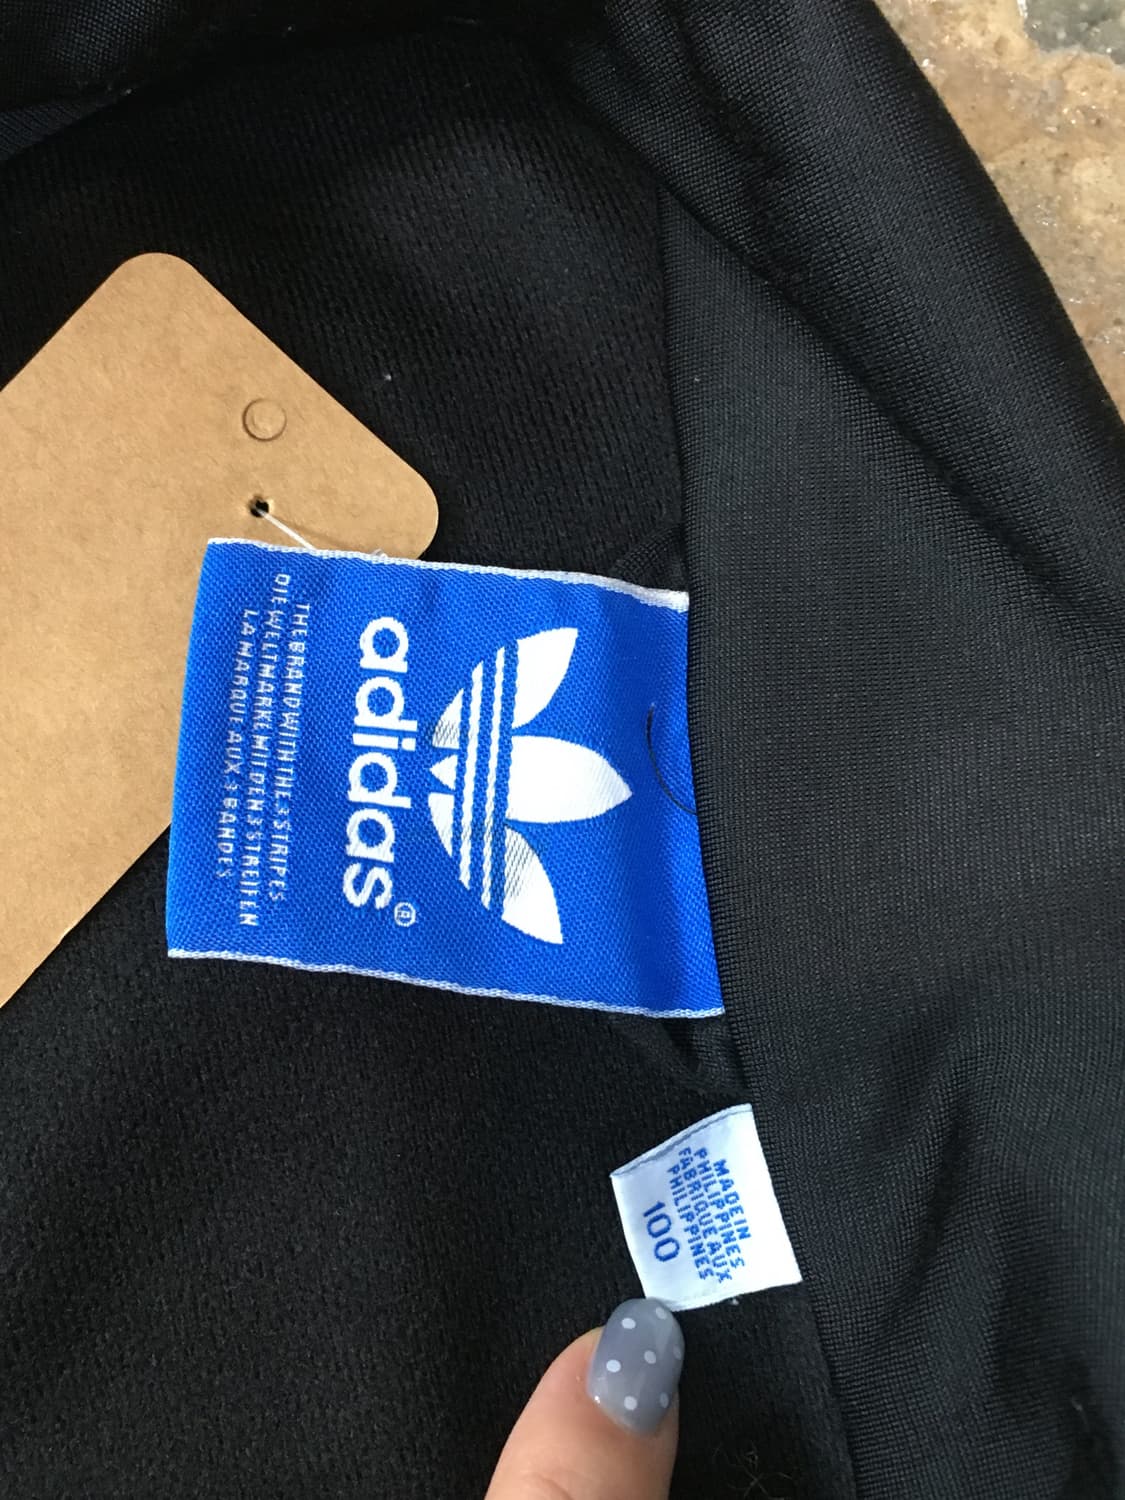 adidas®
THE BRAND WITH THE 3 STRIPES
DIE WELTMARKE MIT DEN 3 STREIFEN
LA MARQUE AUX 3 BANDES
MADE IN
PHILIPPINES
FABRIQUE AUX
PHILIPPINES
100